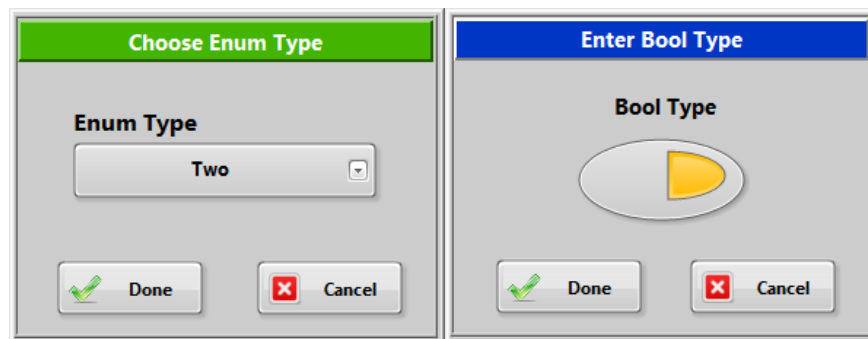 Choose Enum Type
Enum Type
Two
Done
Cancel
Enter Bool Type
Bool Type
Done
Cancel